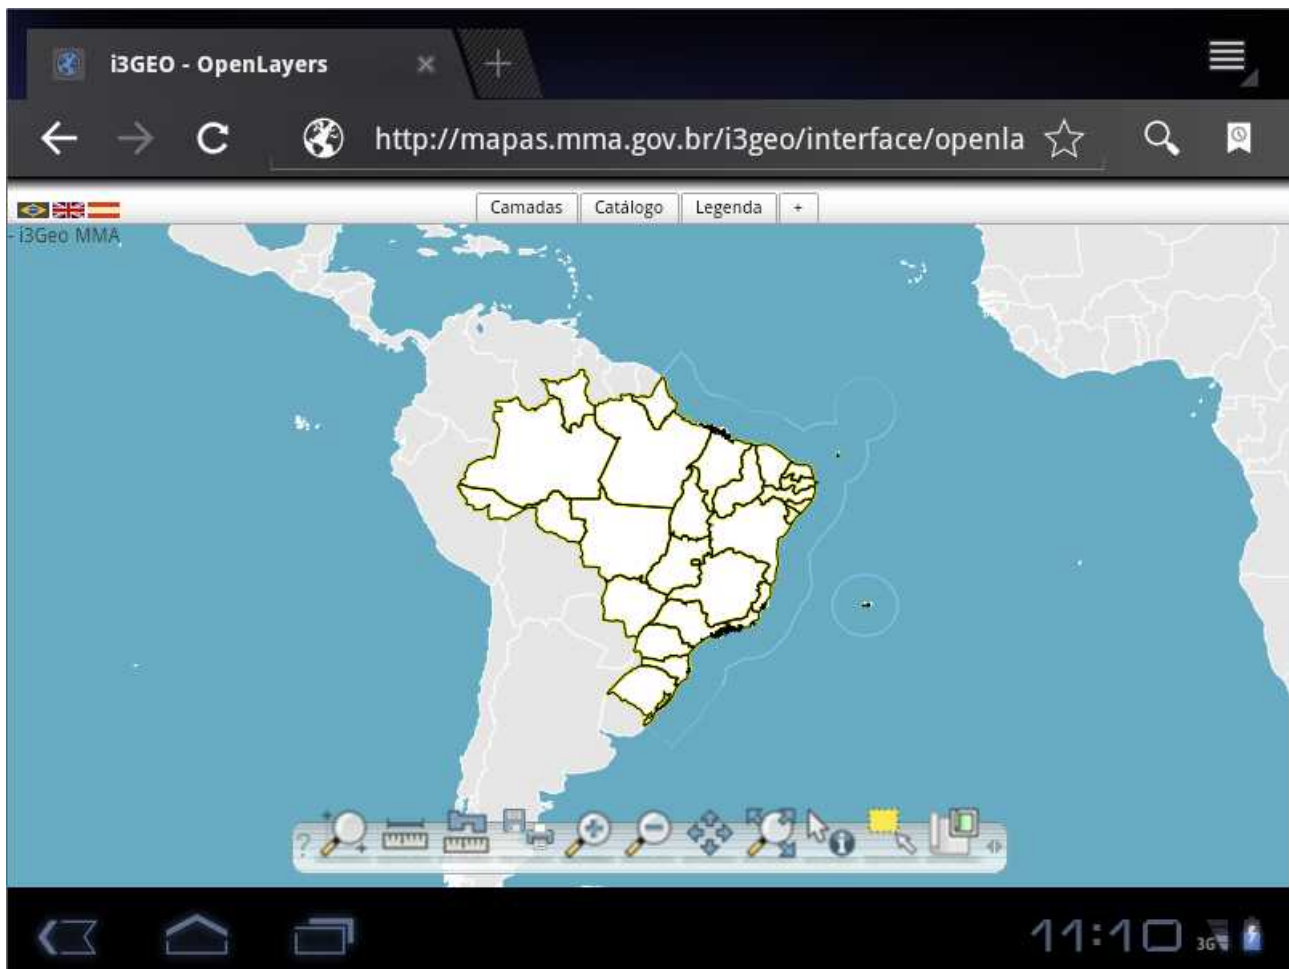 i3GEO - OpenLayers
http://mapas.mma.gov.br/i3geo/interface/openla
Camadas Catálogo Legenda +
- i3Geo MMA
?
11:10 3G